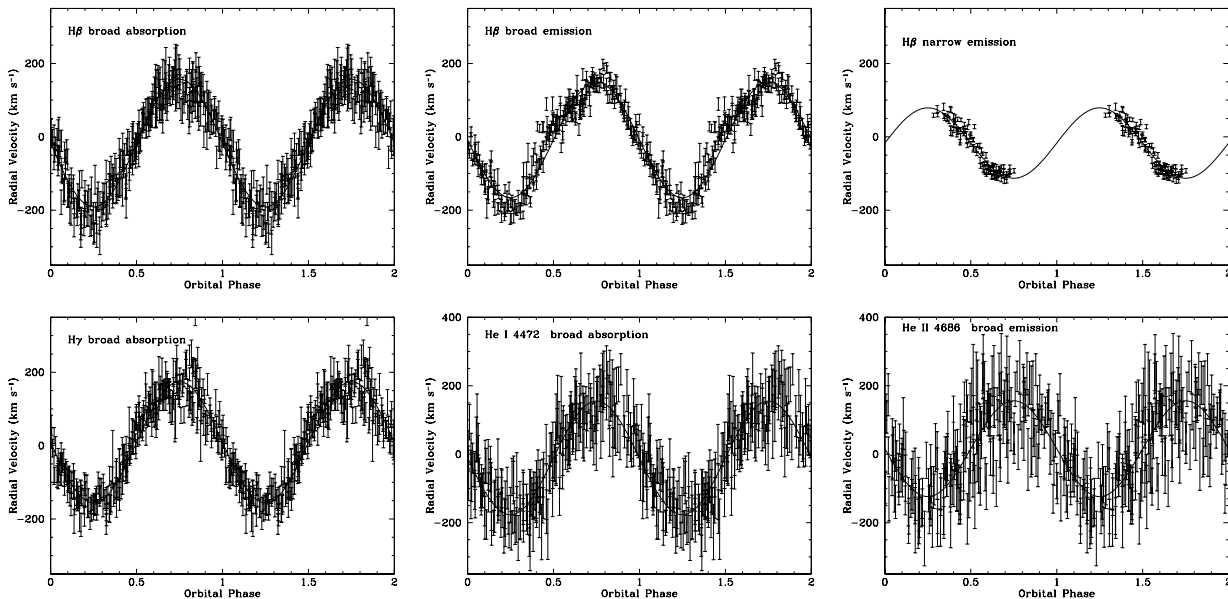 Hβ broad absorption
Radial Velocity (km s⁻¹)
200
0
−200
0
0.5
1
1.5
2
Orbital Phase
Hβ broad emission
Radial Velocity (km s⁻¹)
200
0
−200
0
0.5
1
1.5
2
Orbital Phase
Hβ narrow emission
Radial Velocity (km s⁻¹)
200
0
−200
0
0.5
1
1.5
2
Orbital Phase
Hγ broad absorption
Radial Velocity (km s⁻¹)
200
0
−200
0
0.5
1
1.5
2
Orbital Phase
He I 4472 broad absorption
Radial Velocity (km s⁻¹)
400
200
0
−200
0
0.5
1
1.5
2
Orbital Phase
He II 4686 broad emission
Radial Velocity (km s⁻¹)
400
200
0
−200
0
0.5
1
1.5
2
Orbital Phase